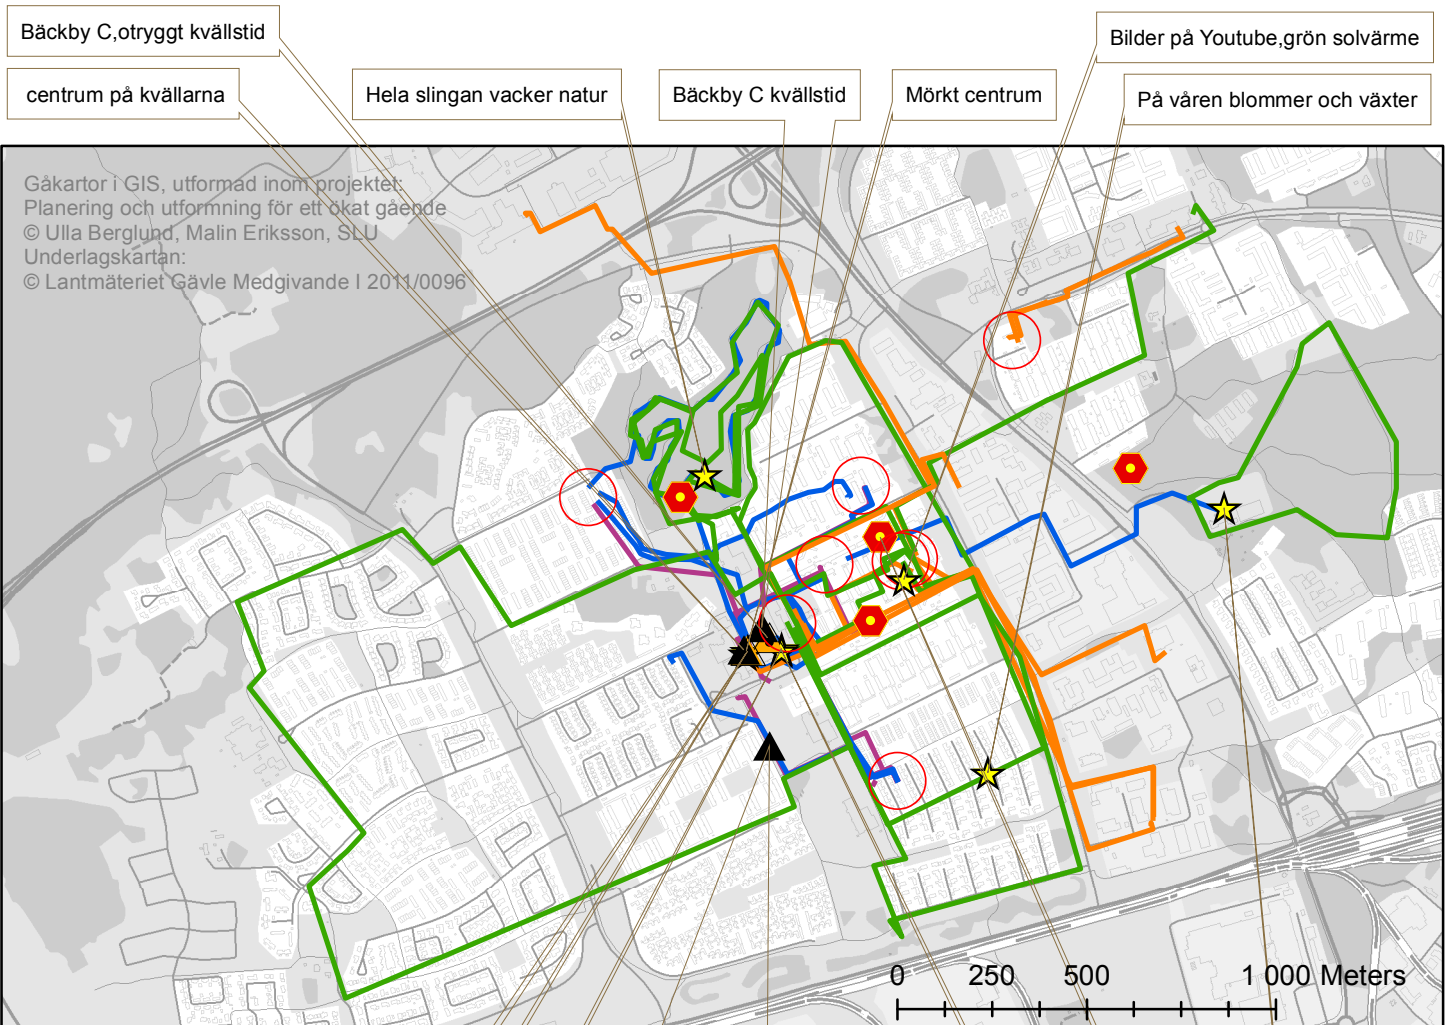 Bäckby C,otryggt kvällstid
Bilder på Youtube,grön solvärme
centrum på kvällarna
Hela slingan vacker natur
Bäckby C kvällstid
Mörkt centrum
På våren blommer och växter
Gåkartor i GIS, utformad inom projektet:
Planering och utformning för ett ökat gående
© Ulla Berglund, Malin Eriksson, SLU
Underlagskartan:
© Lantmäteriet Gävle Medgivande I 2011/0096
0 250 500 1 000 Meters